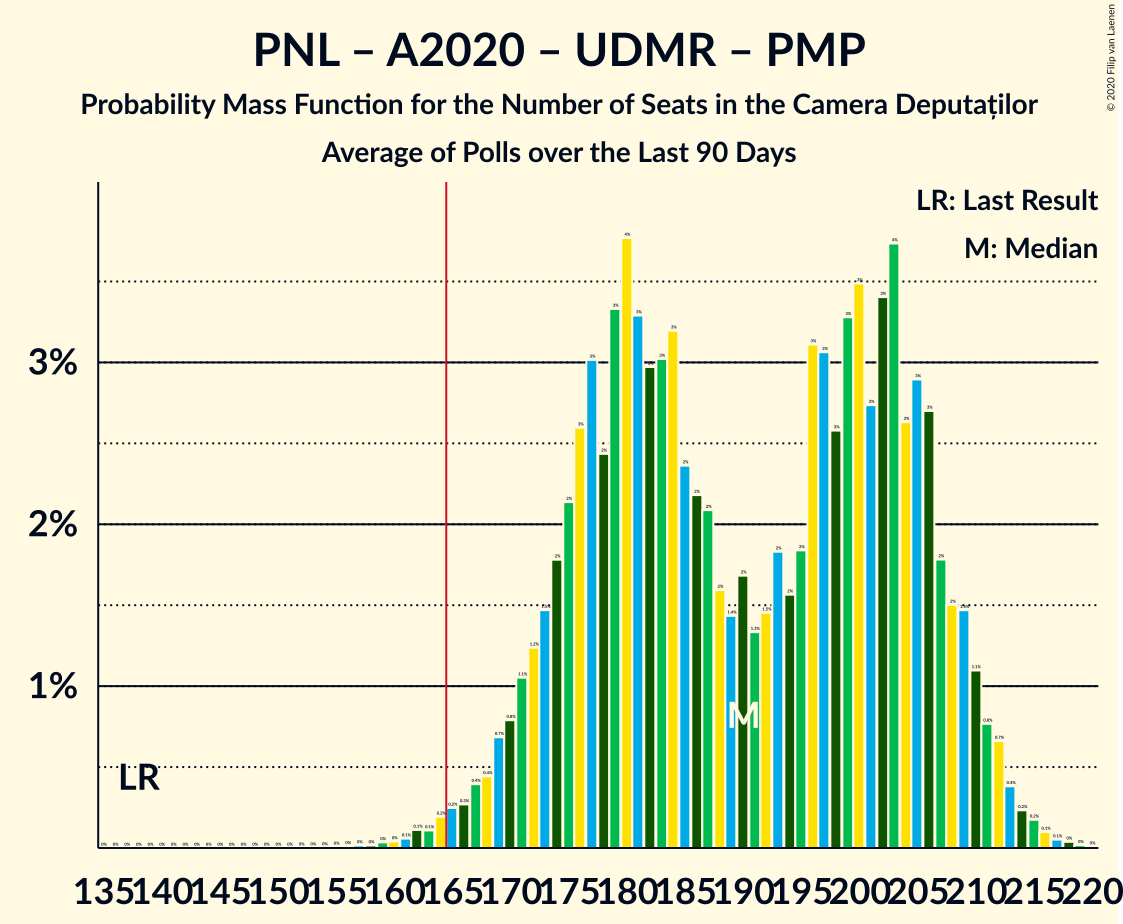 PNL – A2020 – UDMR – PMP
Probability Mass Function for the Number of Seats in the Camera Deputaților
Average of Polls over the Last 90 Days
© 2020 Filip van Laenen
LR: Last Result
M: Median
3%
2%
1%
LR
M
135 140 145 150 155 160 165 170 175 180 185 190 195 200 205 210 215 220